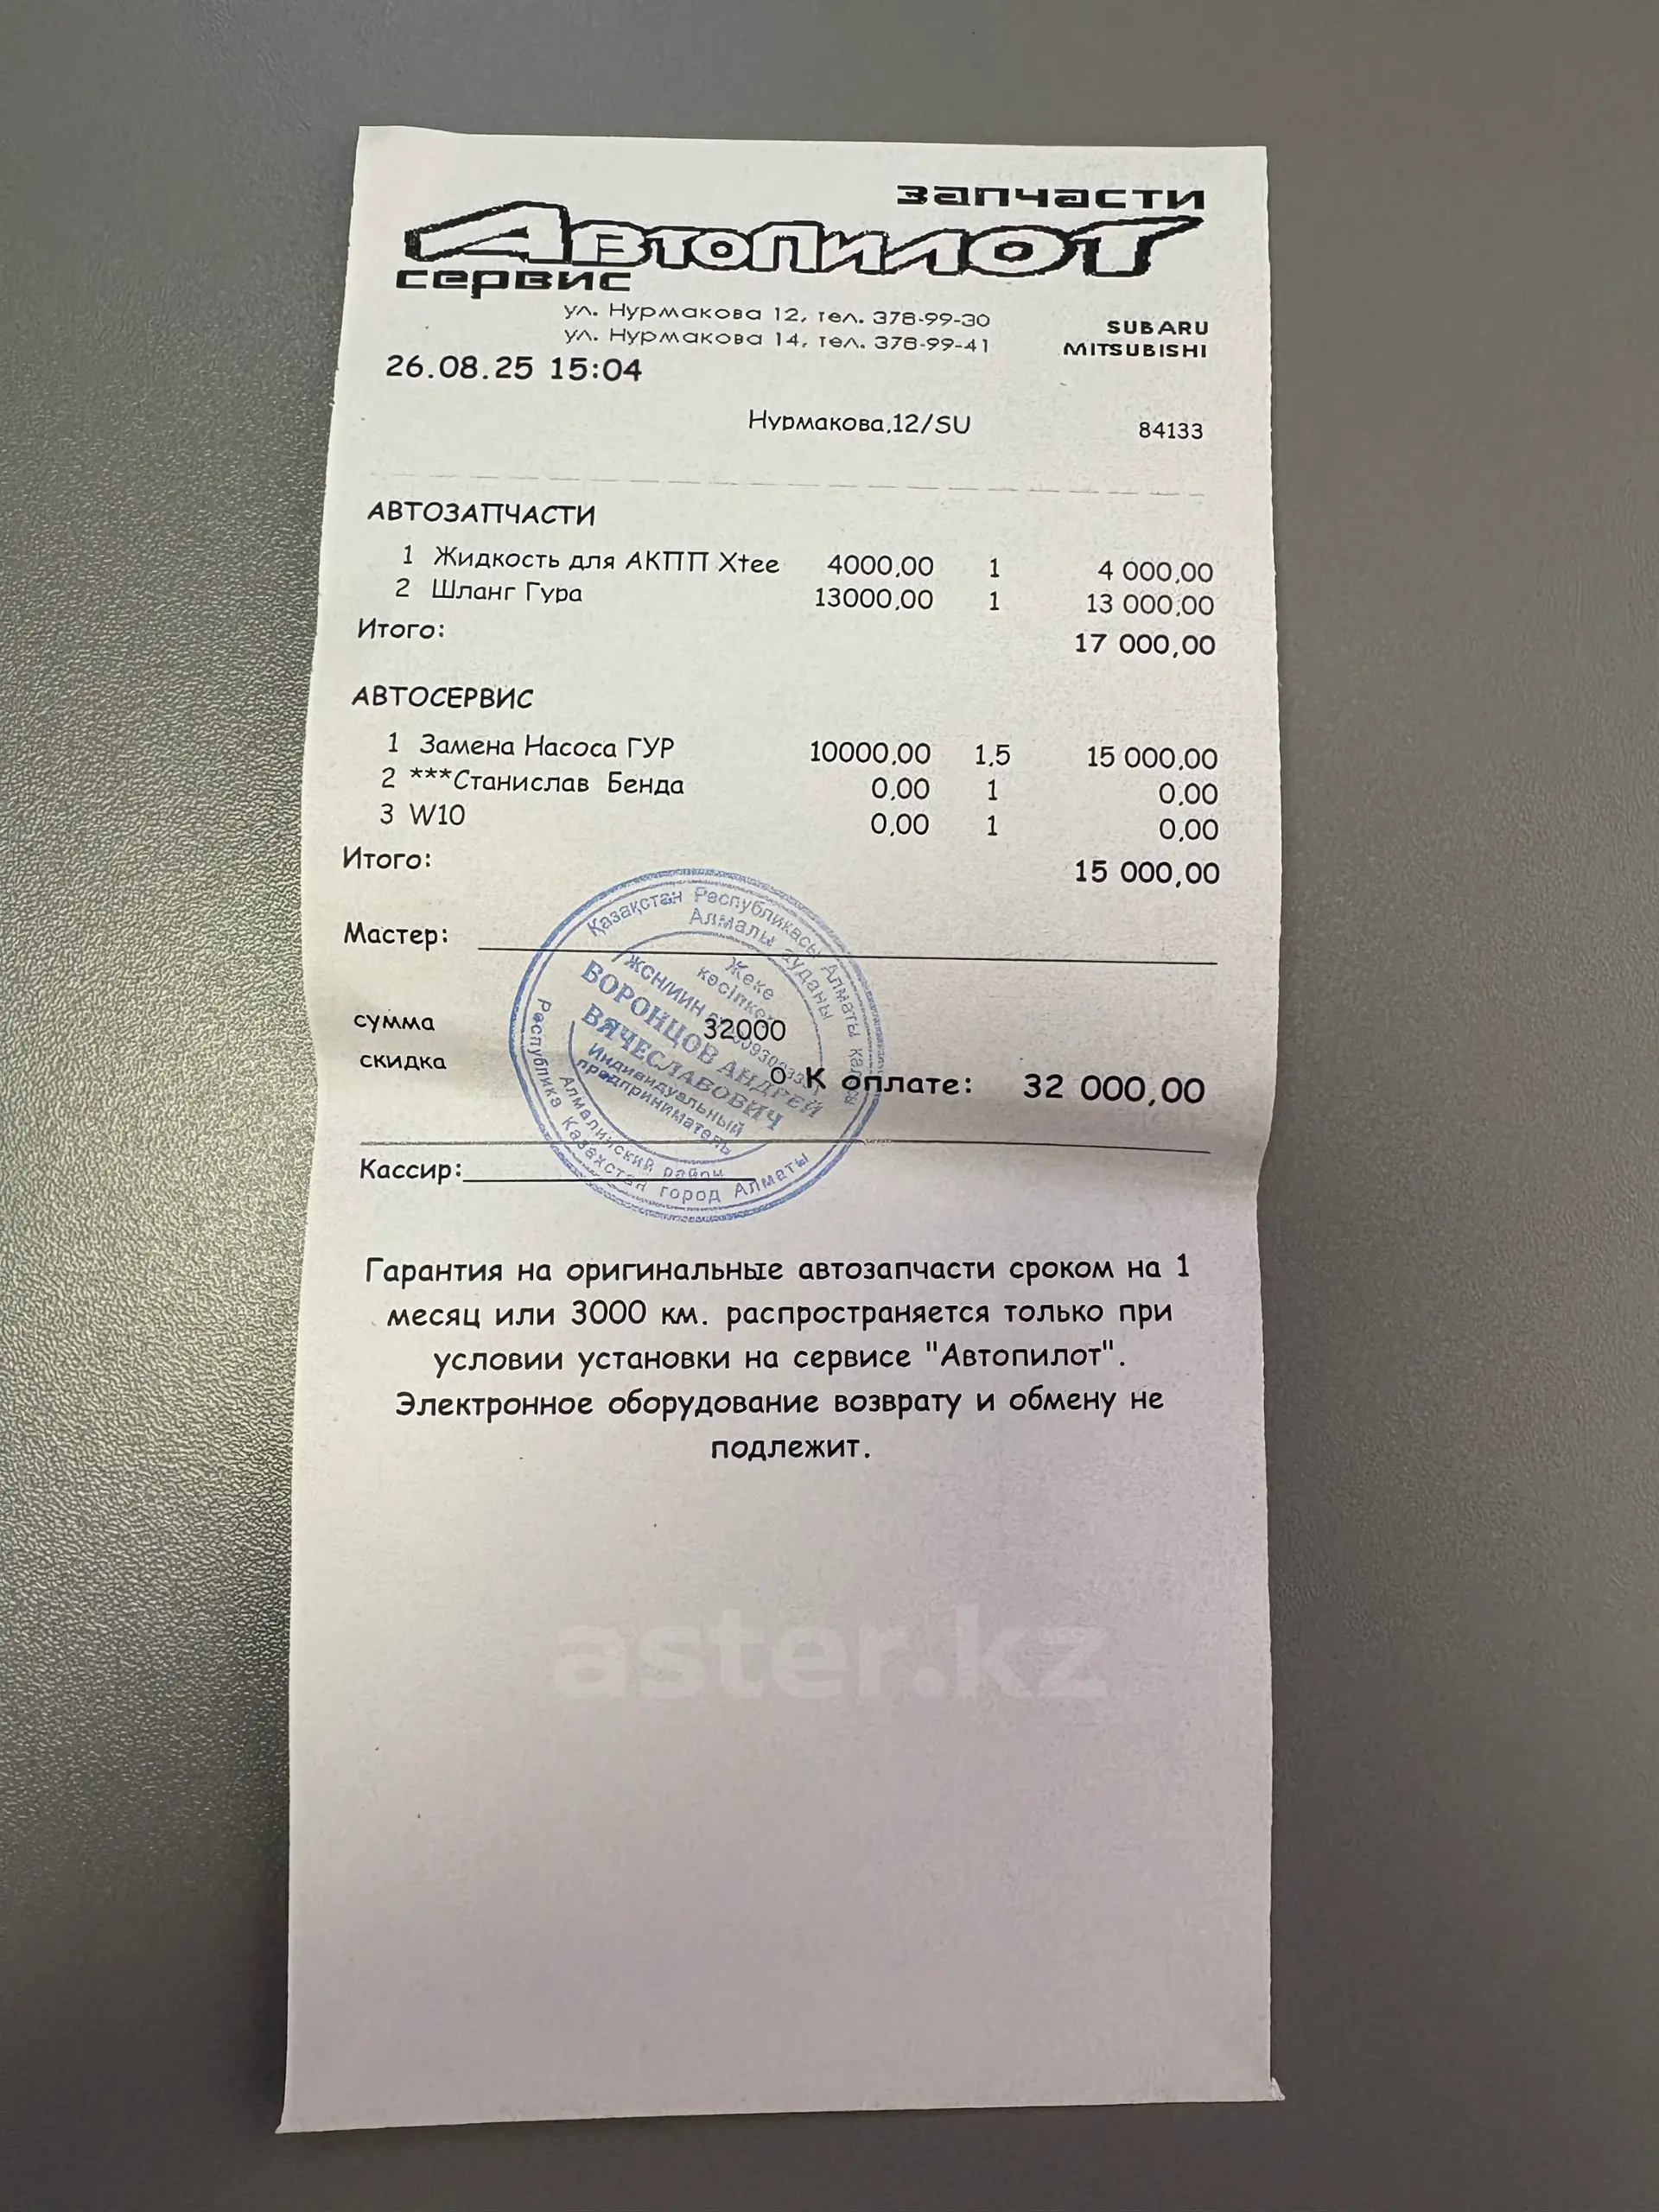 запчасти
АвтоПилот
сервис
ул. Нурмакова 12, тел. 378-99-30
ул. Нурмакова 14, тел. 378-99-41
SUBARU
MITSUBISHI
26.08.25 15:04
Нурмакова,12/SU 84133
АВТОЗАПЧАСТИ
1 Жидкость для АКПП Xtee 4000,00 1 4 000,00
2 Шланг Гура 13000,00 1 13 000,00
Итого: 17 000,00
АВТОСЕРВИС
1 Замена Насоса ГУР 10000,00 1,5 15 000,00
2 ***Станислав Бенда 0,00 1 0,00
3 W10 0,00 1 0,00
Итого: 15 000,00
Мастер:
сумма 32000
скидка 0 К оплате: 32 000,00
Кассир:
Қазақстан Республикасы Алматы қаласы
Алмалы ауданы
Жеке
кәсіпкер
ЖСН/ИИН
ВОРОНЦОВ АНДРЕЙ
ВЯЧЕСЛАВОВИЧ
Индивидуальный
предприниматель
Алмалинский район
Республика Казахстан город Алматы
Гарантия на оригинальные автозапчасти сроком на 1
месяц или 3000 км. распространяется только при
условии установки на сервисе "Автопилот".
Электронное оборудование возврату и обмену не
подлежит.
aster.kz